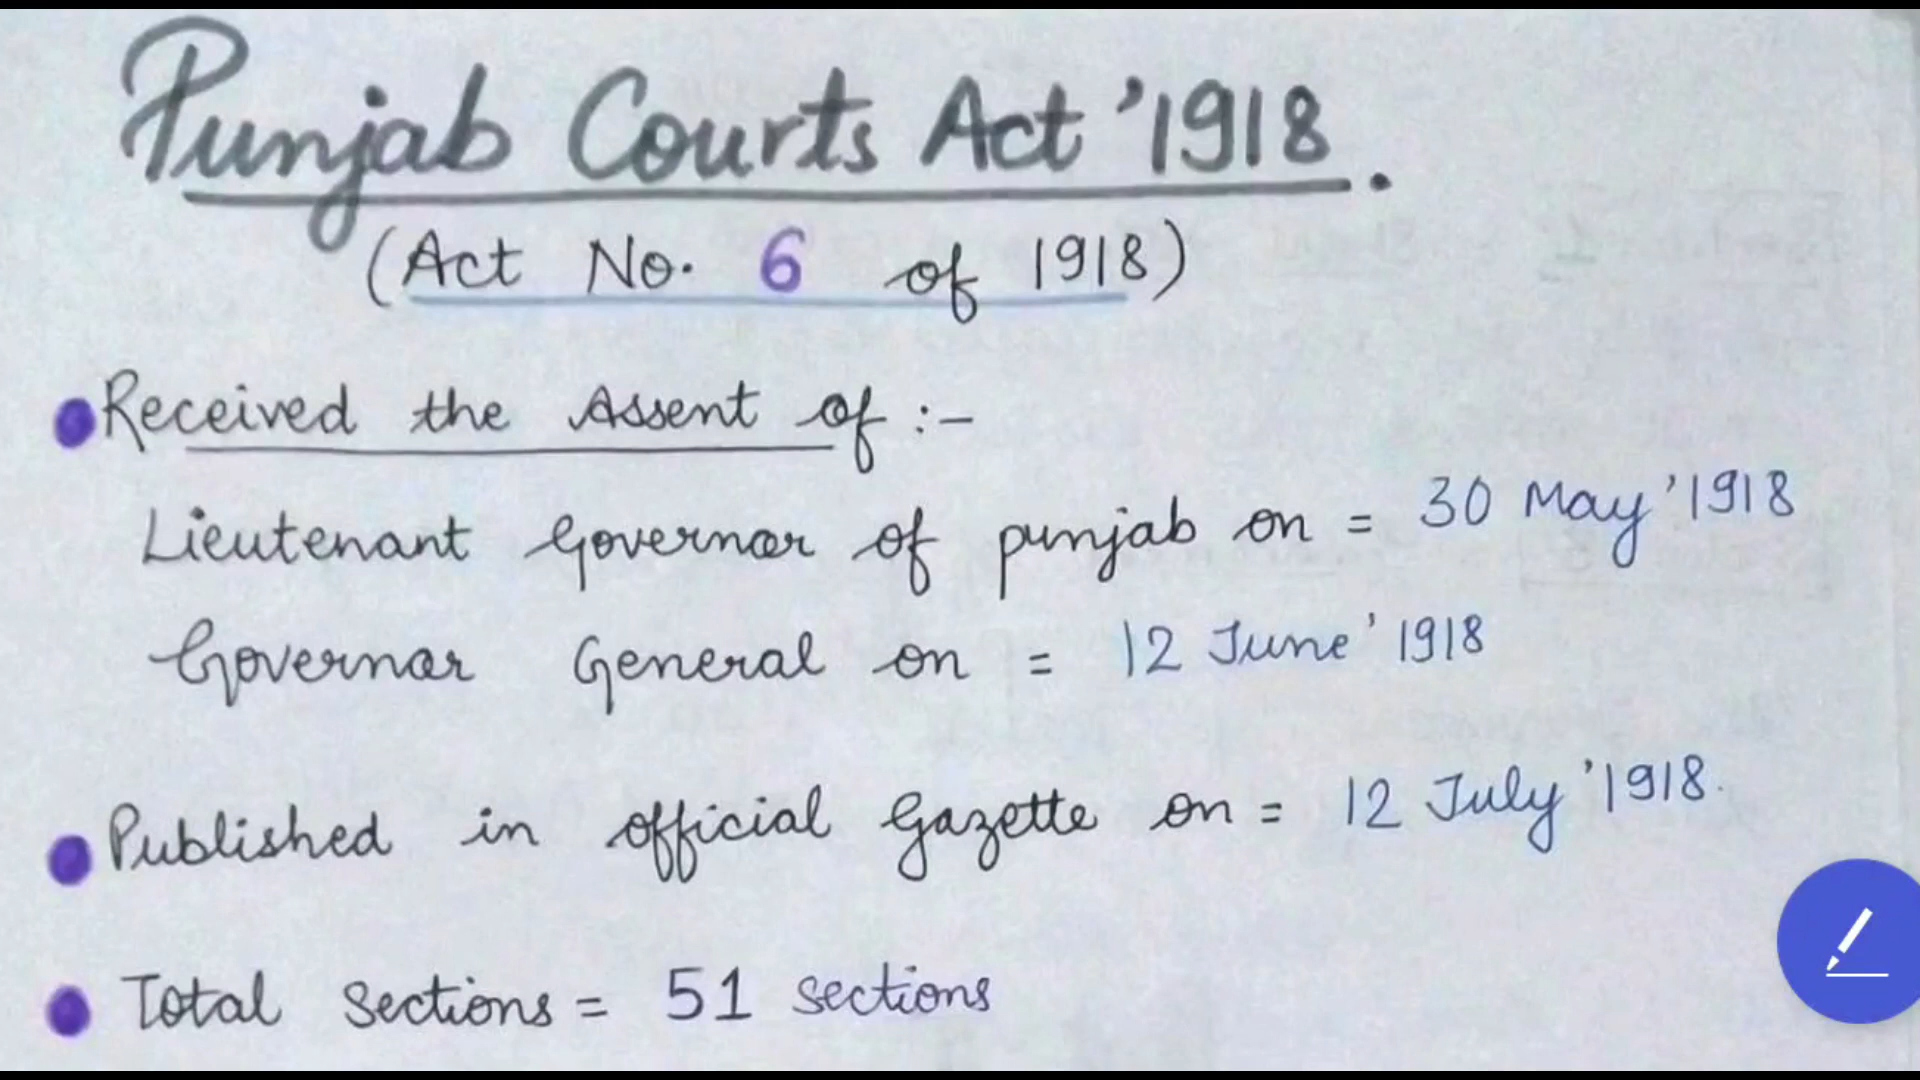 Punjab Courts Act '1918.
(Act No. 6 of 1918)
Received the Assent of :-
Lieutenant Governor of punjab on = 30 May '1918
Governor General on = 12 June '1918
Published in official Gazette on = 12 July '1918.
Total Sections = 51 sections